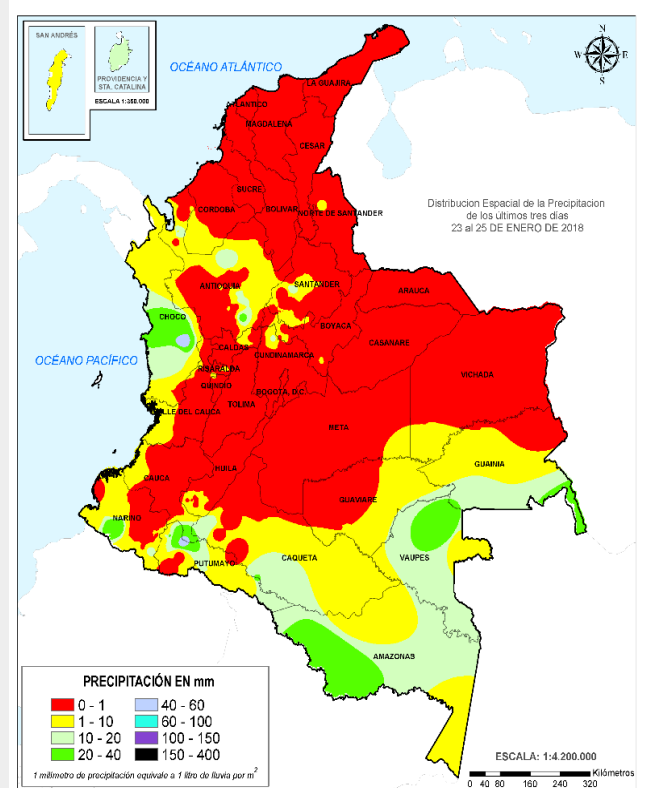 SAN ANDRÉS
PROVIDENCIA Y
STA. CATALINA
ESCALA 1:350.000
OCÉANO ATLÁNTICO
N
W
E
S
LA GUAJIRA
ATLANTICO
MAGDALENA
CESAR
SUCRE
CORDOBA
BOLIVAR
NORTE DE SANTANDER
Distribucion Espacial de la Precipitacion
de los últimos tres días
23 al 25 DE ENERO DE 2018
ANTIOQUIA
SANTANDER
ARAUCA
CHOCO
BOYACA
CASANARE
CALDAS
CUNDINAMARCA
OCÉANO PACÍFICO
RISARALDA
VICHADA
QUINDIO
BOGOTA, D.C
TOLIMA
VALLE DEL CAUCA
META
GUAINIA
HUILA
CAUCA
GUAVIARE
NARIÑO
VAUPES
CAQUETA
PUTUMAYO
AMAZONAS
PRECIPITACIÓN EN mm
0 - 1
40 - 60
1 - 10
60 - 100
10 - 20
100 - 150
20 - 40
150 - 400
1 milímetro de precipitación equivale a 1 litro de lluvia por m2
ESCALA: 1:4.200.000
Kilómetros
0 40 80 160 240 320